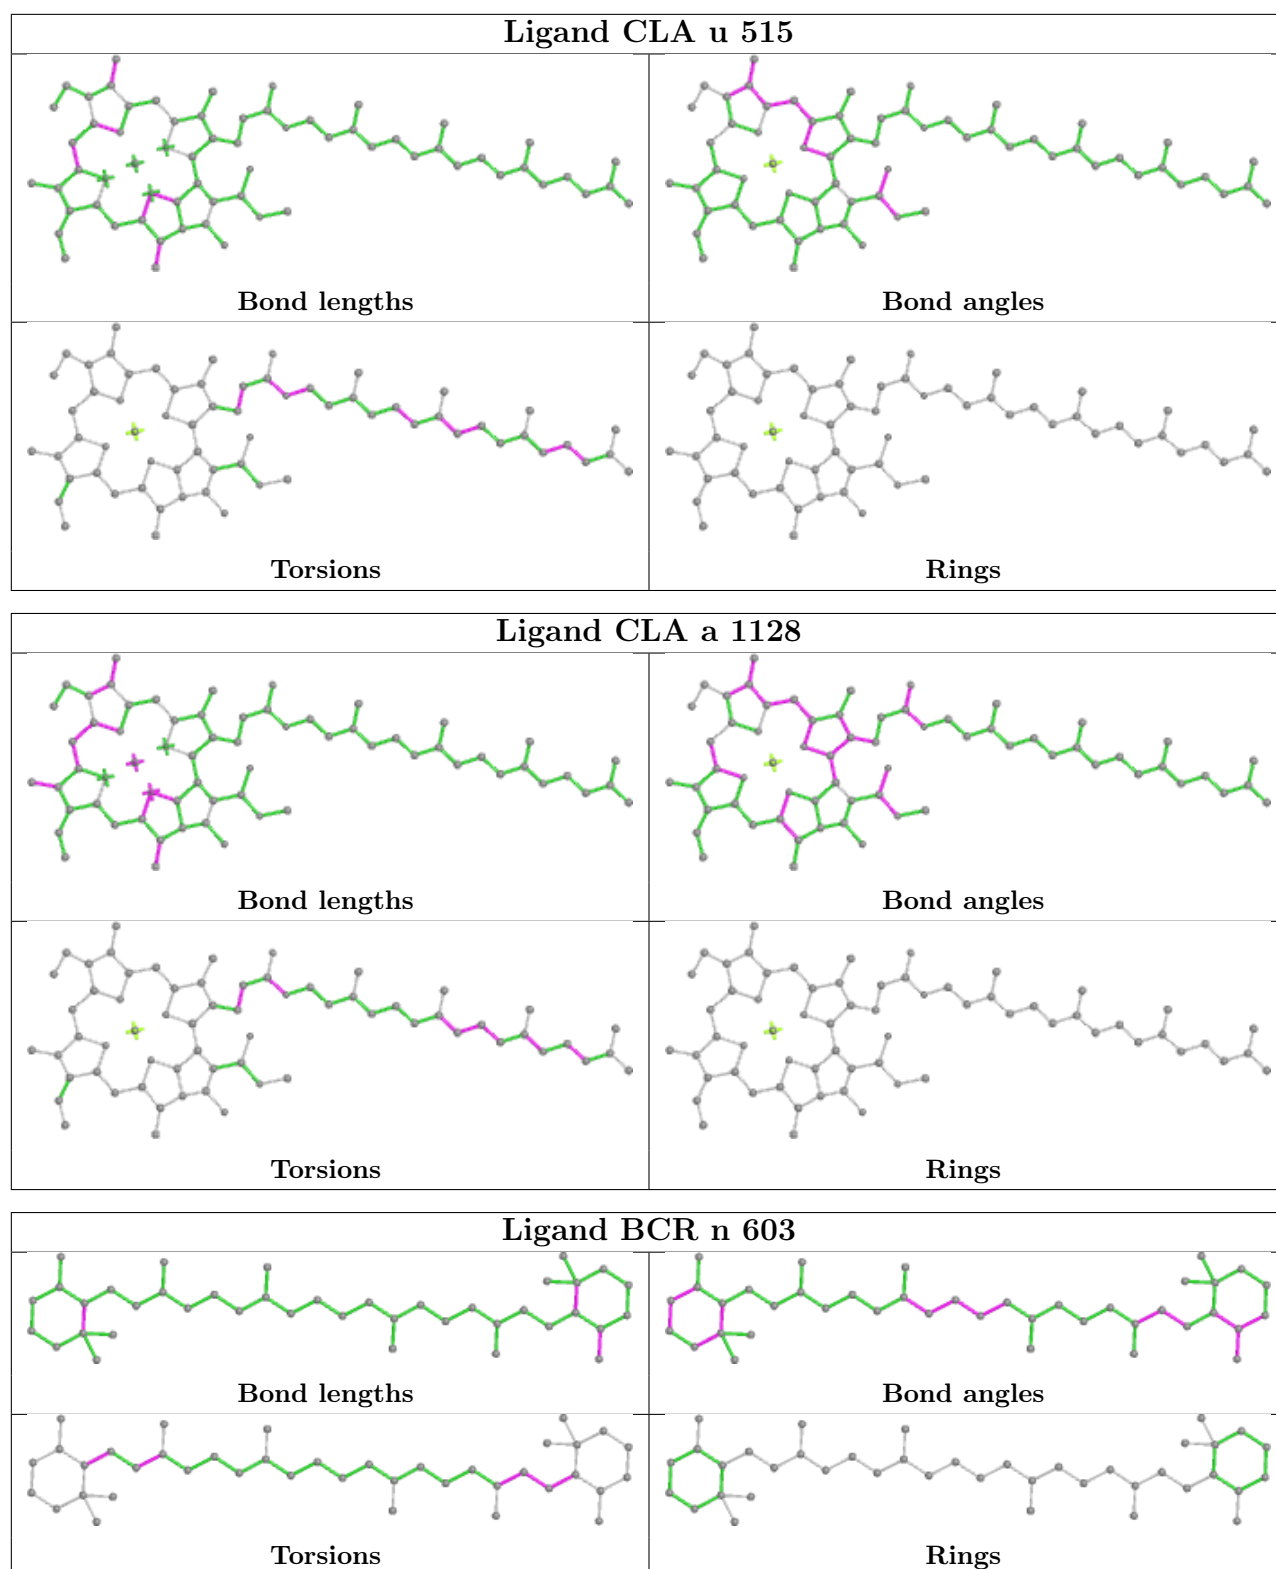 Ligand CLA u 515
Bond lengths
Bond angles
Torsions
Rings
Ligand CLA a 1128
Bond lengths
Bond angles
Torsions
Rings
Ligand BCR n 603
Bond lengths
Bond angles
Torsions
Rings